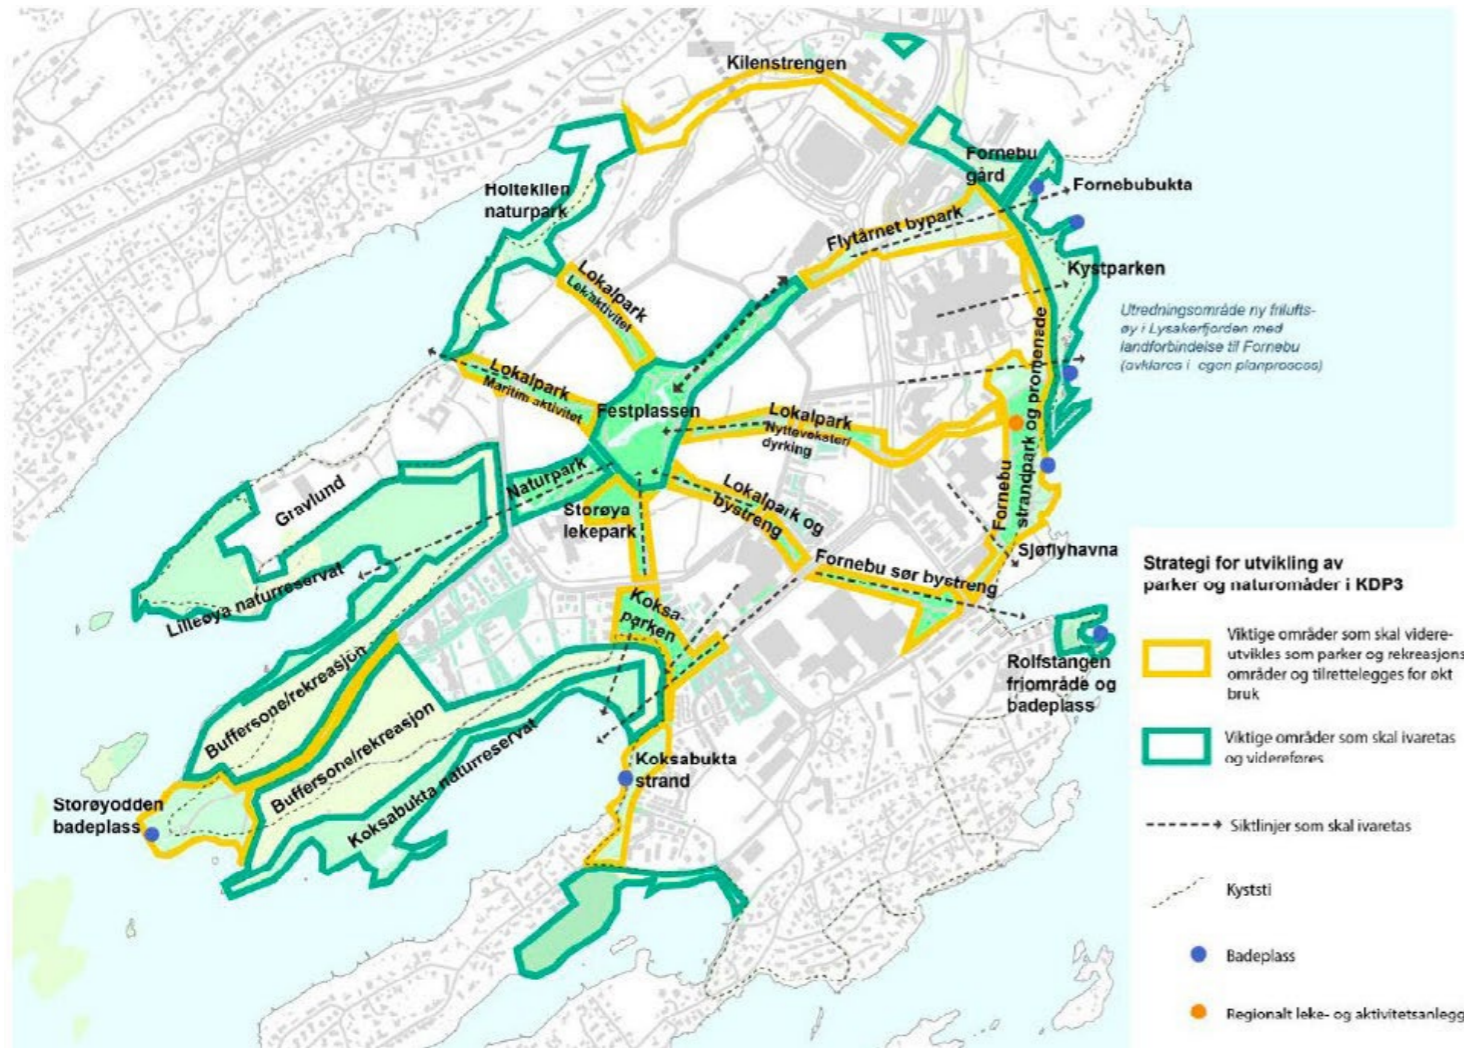 Kilenstrengen
Fornebu
gård
Fornebubukta
Holtekilen
naturpark
Flytårnet bypark
Kystparken
Lokalpark
Lek/aktivitet
Utredningsområde ny frilufts-
øy i Lysakerfjorden med
landforbindelse til Fornebu
(avklares i egen planprosess)
Lokalpark
Maritim aktivitet
Festplassen
Lokalpark
Nyttevekster/
dyrking
Fornebu
strandpark og promenade
Gravlund
Naturpark
Storøya
lekepark
Lokalpark og
bystreng
Sjøflyhavna
Fornebu sør bystreng
Lilleøya naturreservat
Koksa-
parken
Rolfstangen
friområde og
badeplass
Buffersone/rekreasjon
Buffersone/rekreasjon
Koksabukta naturreservat
Koksabukta
strand
Storøyodden
badeplass
Strategi for utvikling av
parker og naturområder i KDP3
Viktige områder som skal videre-
utvikles som parker og rekreasjons
områder og tilrettelegges for økt
bruk
Viktige områder som skal ivaretas
og videreføres
Siktlinjer som skal ivaretas
Kyststi
Badeplass
Regionalt leke- og aktivitetsanlegg